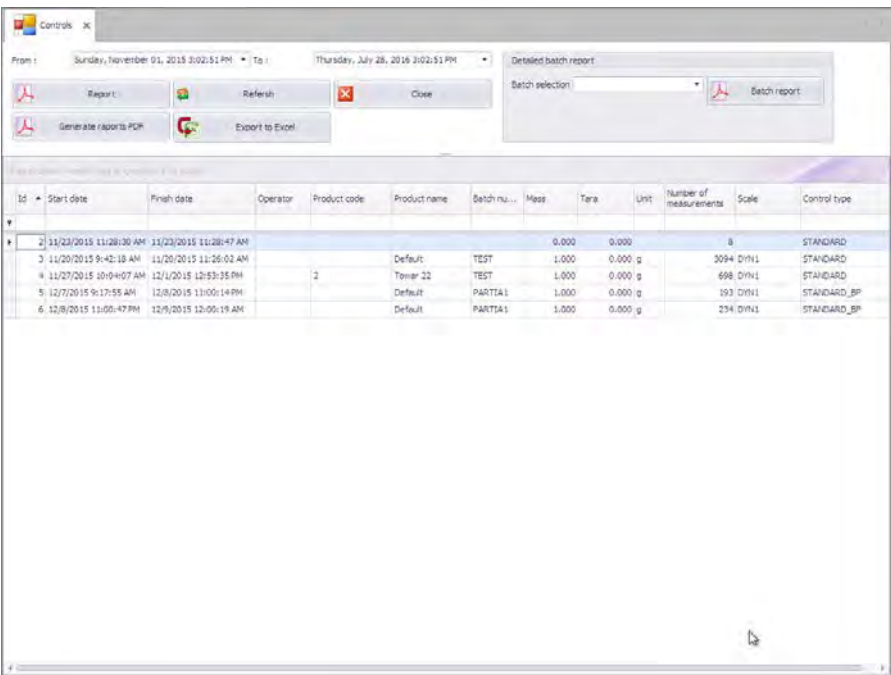 Controls
From : Sunday, November 01, 2015 3:02:51 PM To : Thursday, July 28, 2016 3:02:51 PM Detailed batch report
Report Refersh Close Batch selection Batch report
Generate raports PDF Export to Excel
Id Start date Finish date Operator Product code Product name Batch nu... Mass Tara Unit Number of measurements Scale Control type
2 11/23/2015 11:28:30 AM 11/23/2015 11:28:47 AM 0.000 0.000 8 STANDARD
3 11/20/2015 9:42:18 AM 11/20/2015 11:26:02 AM Default TEST 1.000 0.000 g 3094 DYN1 STANDARD
4 11/27/2015 10:04:07 AM 12/1/2015 12:53:35 PM 2 Towar 22 TEST 1.000 0.000 g 698 DYN1 STANDARD
5 12/7/2015 9:17:55 AM 12/8/2015 11:00:14 PM Default PARTIA1 1.000 0.000 g 193 DYN1 STANDARD_BP
6 12/8/2015 11:00:47 PM 12/9/2015 12:00:19 AM Default PARTIA1 1.000 0.000 g 234 DYN1 STANDARD_BP